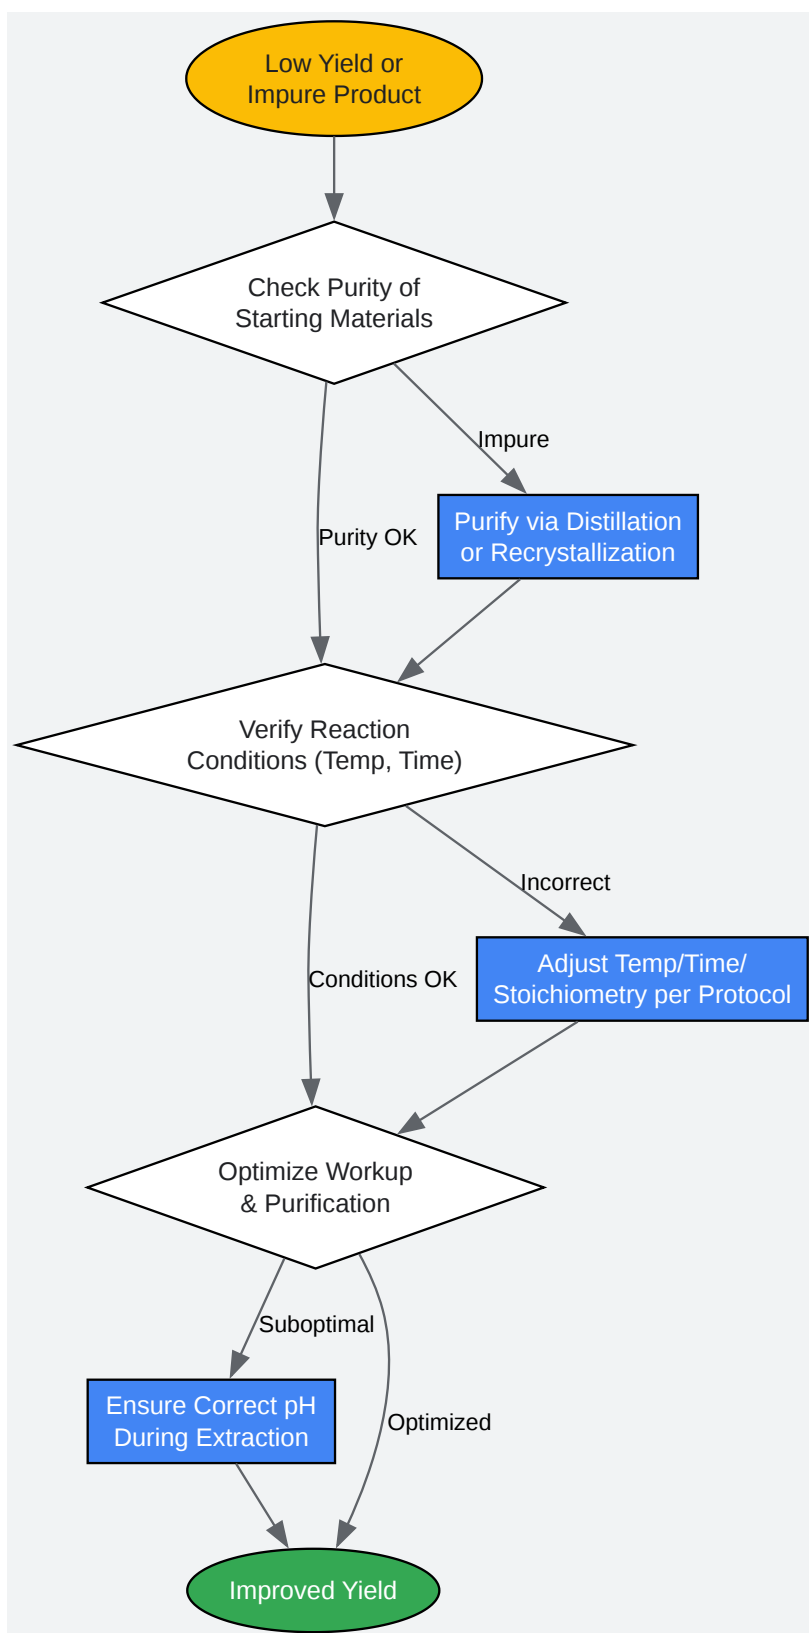 Low Yield or
Impure Product
Check Purity of
Starting Materials
Impure
Purity OK
Purify via Distillation
or Recrystallization
Verify Reaction
Conditions (Temp, Time)
Incorrect
Conditions OK
Adjust Temp/Time/
Stoichiometry per Protocol
Optimize Workup
& Purification
Suboptimal
Ensure Correct pH
During Extraction
Optimized
Improved Yield